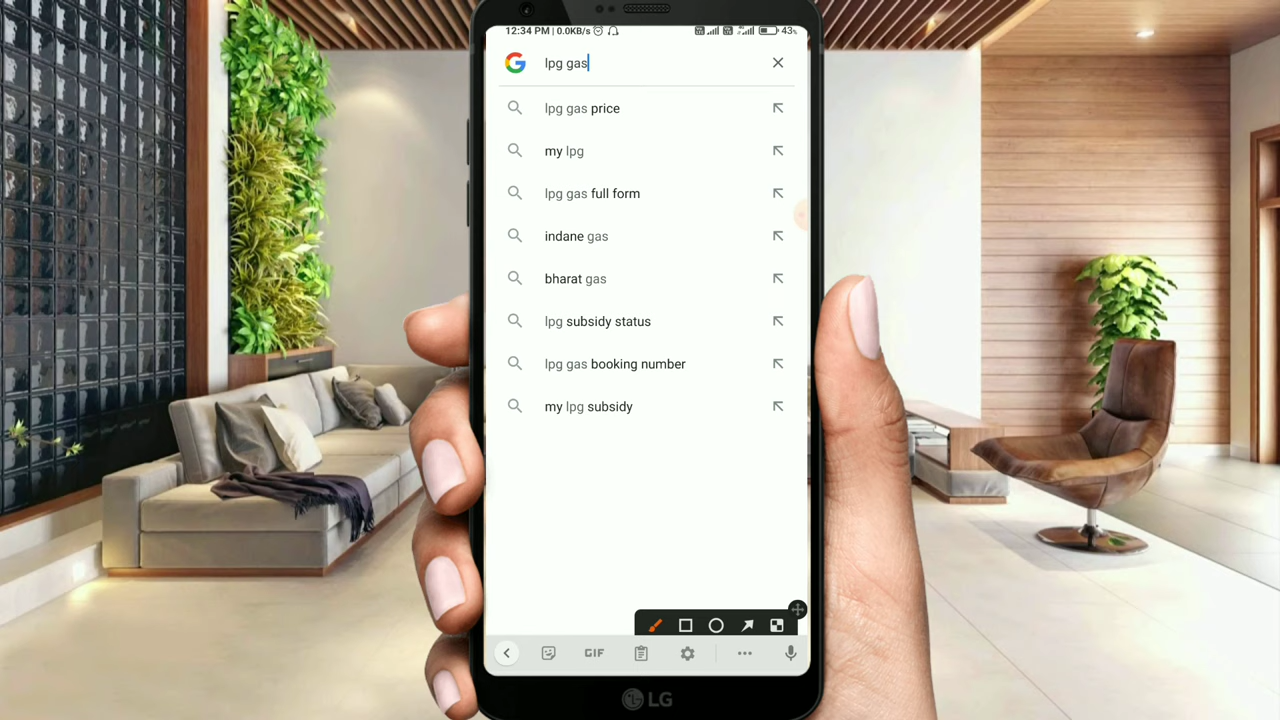 12:34 PM | 0.0KB/s 43%
lpg gas
lpg gas price
my lpg
lpg gas full form
indane gas
bharat gas
lpg subsidy status
lpg gas booking number
my lpg subsidy
GIF
LG